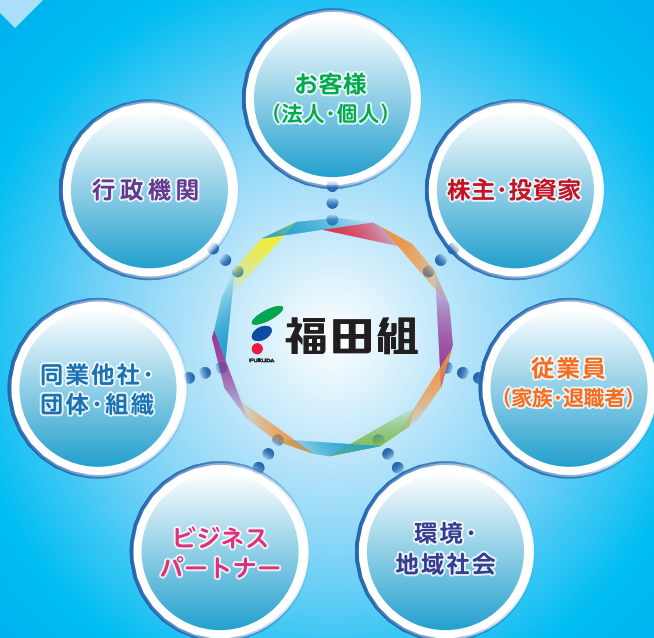 お客様
（法人・個人）
行政機関
株主・投資家
福田組
FUKUDA
同業他社・
団体・組織
従業員
（家族・退職者）
ビジネス
パートナー
環境・
地域社会